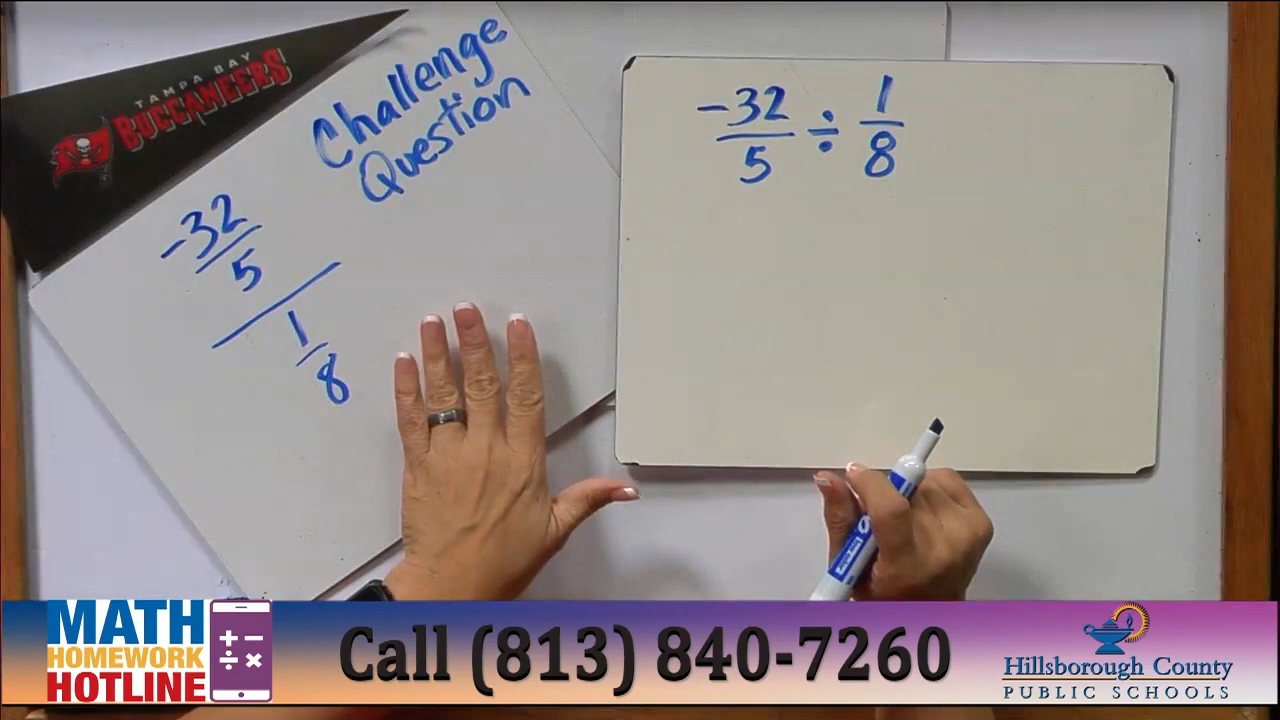 TAMPA BAY
BUCCANEERS
Challenge
Question
-32
5
1
8
-32/5 ÷ 1/8
MATH
HOMEWORK
HOTLINE
+ −
÷ ×
Call (813) 840-7260
Hillsborough County
PUBLIC SCHOOLS